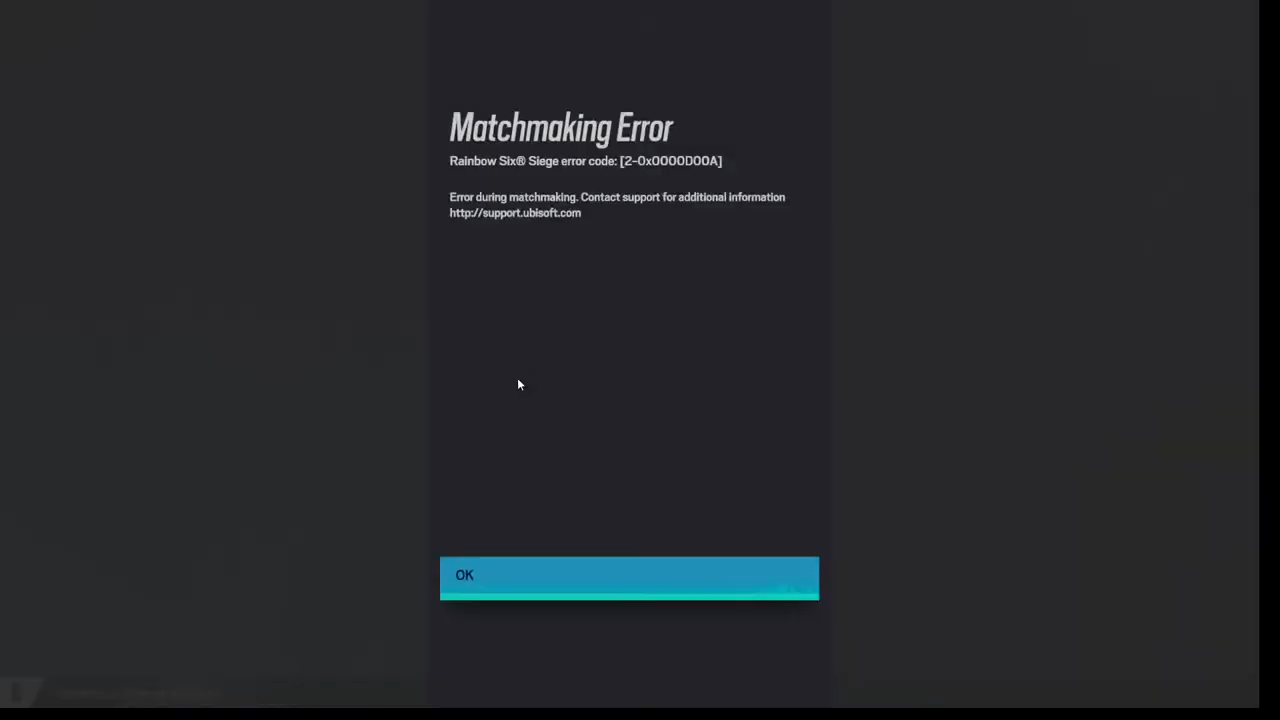 Matchmaking Error
Rainbow Six® Siege error code: [2-0x0000D00A]
Error during matchmaking. Contact support for additional information
http://support.ubisoft.com
OK